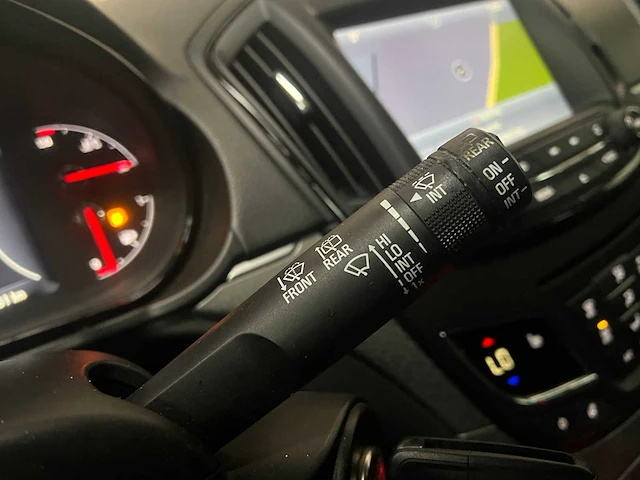 REAR
ON
OFF
INT
INT
HI
LO
INT
OFF
1x
FRONT
REAR
LO